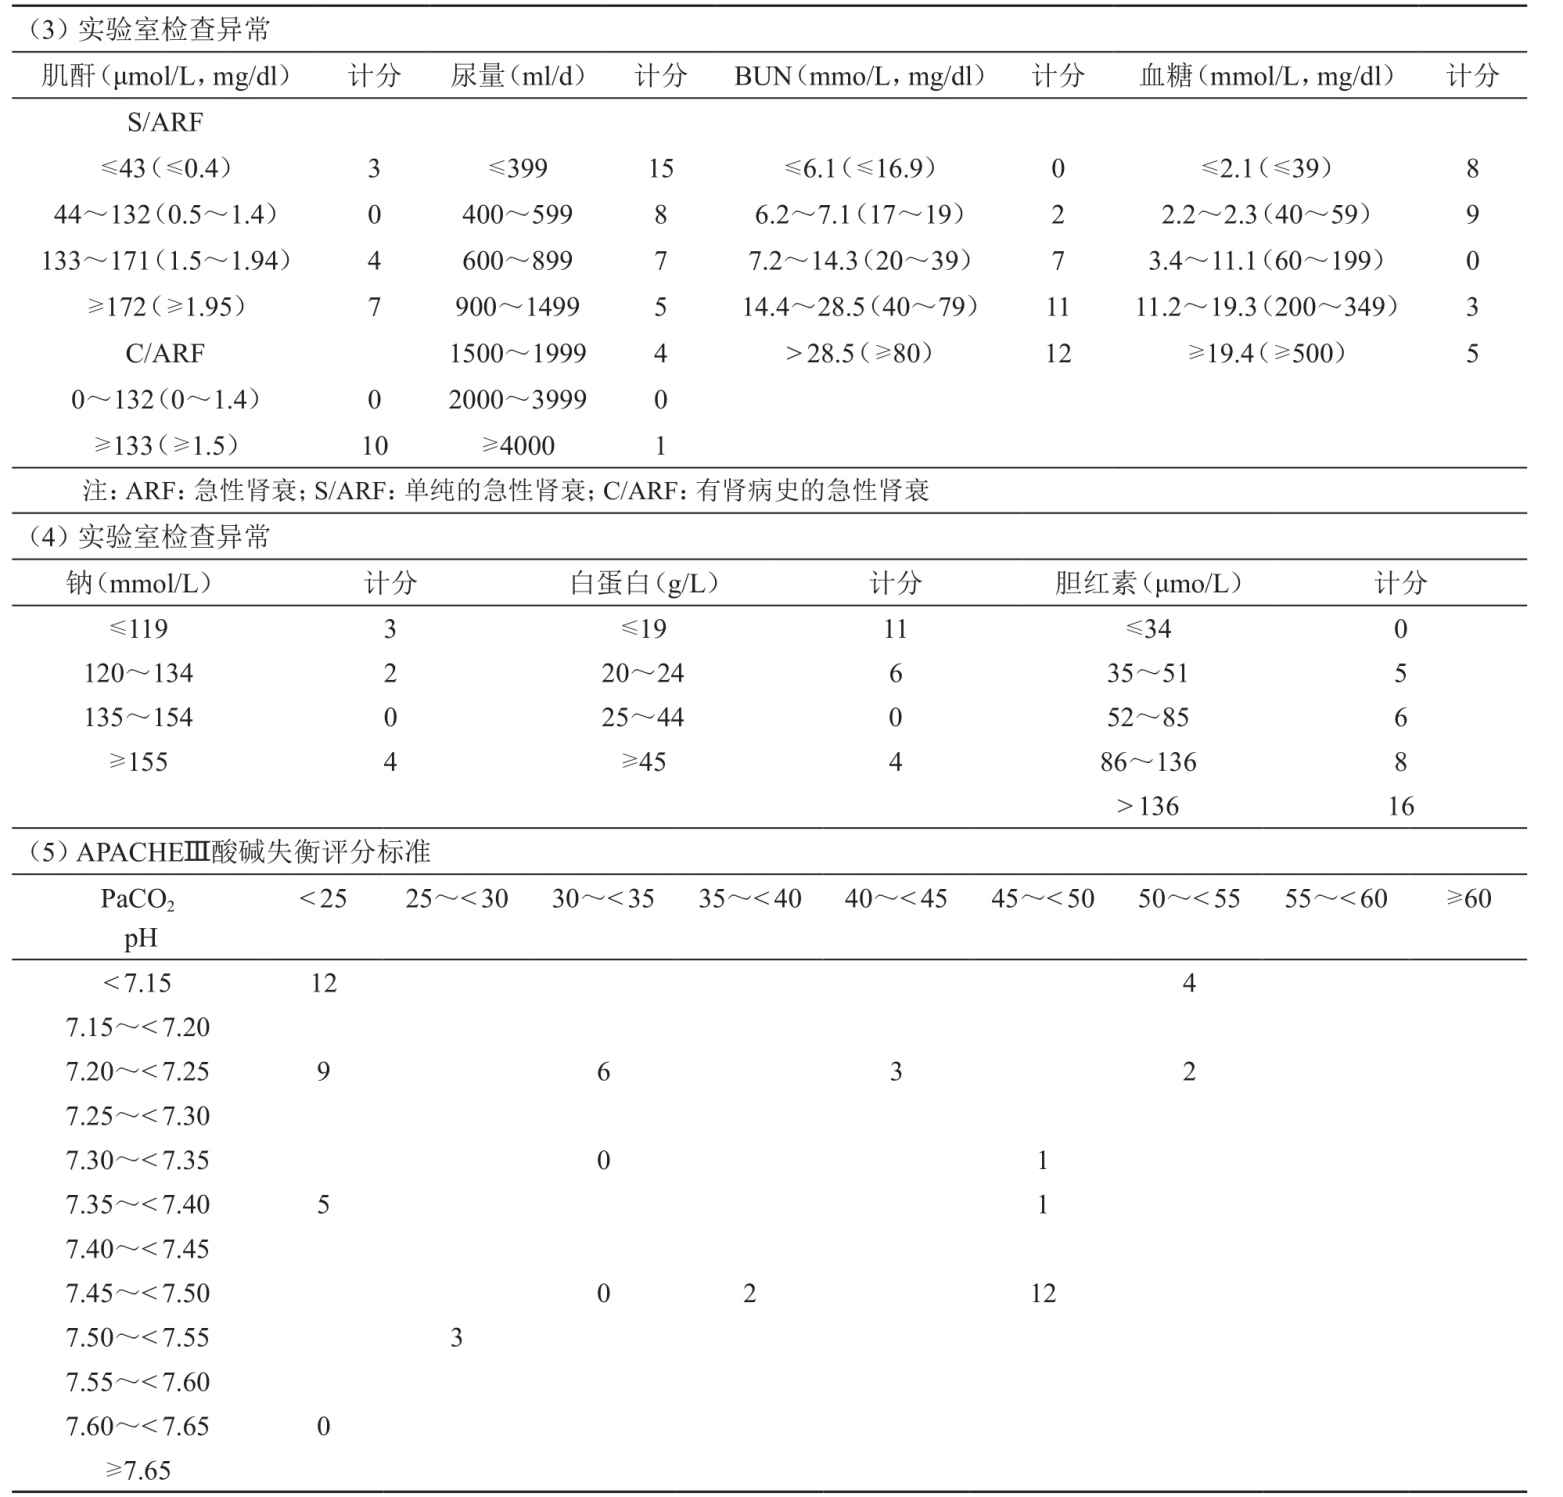 （3）实验室检查异常
肌酐（μmol/L，mg/dl） 计分 尿量（ml/d） 计分 BUN（mmo/L，mg/dl） 计分 血糖（mmol/L，mg/dl） 计分
S/ARF
≤43（≤0.4） 3 ≤399 15 ≤6.1（≤16.9） 0 ≤2.1（≤39） 8
44～132（0.5～1.4） 0 400～599 8 6.2～7.1（17～19） 2 2.2～2.3（40～59） 9
133～171（1.5～1.94） 4 600～899 7 7.2～14.3（20～39） 7 3.4～11.1（60～199） 0
≥172（≥1.95） 7 900～1499 5 14.4～28.5（40～79） 11 11.2～19.3（200～349） 3
C/ARF 1500～1999 4 >28.5（≥80） 12 ≥19.4（≥500） 5
0～132（0～1.4） 0 2000～3999 0
≥133（≥1.5） 10 ≥4000 1
注：ARF：急性肾衰；S/ARF：单纯的急性肾衰；C/ARF：有肾病史的急性肾衰
（4）实验室检查异常
钠（mmol/L） 计分 白蛋白（g/L） 计分 胆红素（μmo/L） 计分
≤119 3 ≤19 11 ≤34 0
120～134 2 20～24 6 35～51 5
135～154 0 25～44 0 52～85 6
≥155 4 ≥45 4 86～136 8
>136 16
（5）APACHEⅢ酸碱失衡评分标准
PaCO₂ <25 25～<30 30～<35 35～<40 40～<45 45～<50 50～<55 55～<60 ≥60
pH
<7.15 12 4
7.15～<7.20
7.20～<7.25 9 6 3 2
7.25～<7.30
7.30～<7.35 0 1
7.35～<7.40 5 1
7.40～<7.45
7.45～<7.50 0 2 12
7.50～<7.55 3
7.55～<7.60
7.60～<7.65 0
≥7.65